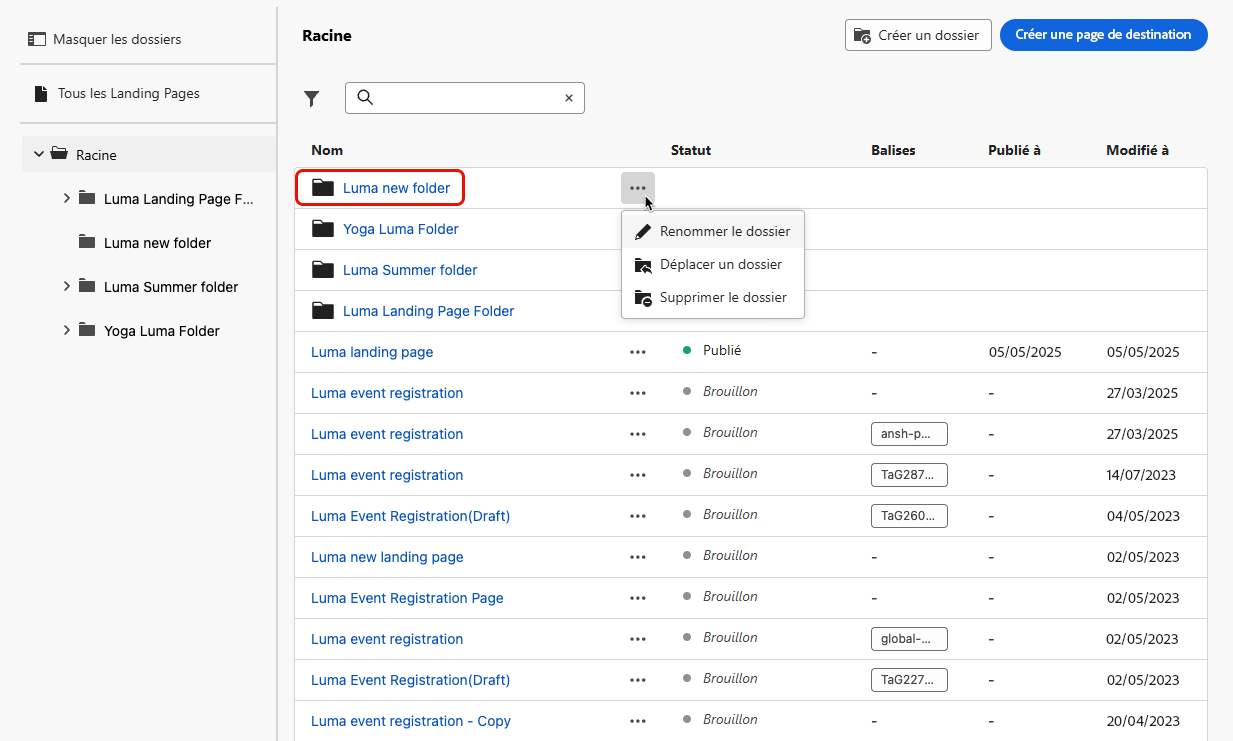 Masquer les dossiers
Tous les Landing Pages
Racine
Luma Landing Page F...
Luma new folder
Luma Summer folder
Yoga Luma Folder
Racine
Créer un dossier
Créer une page de destination
Nom Statut Balises Publié à Modifié à
Luma new folder
Yoga Luma Folder
Luma Summer folder
Luma Landing Page Folder
Renommer le dossier
Déplacer un dossier
Supprimer le dossier
Luma landing page Publié - 05/05/2025 05/05/2025
Luma event registration Brouillon - - 27/03/2025
Luma event registration Brouillon ansh-p... - 27/03/2025
Luma event registration Brouillon TaG287... - 14/07/2023
Luma Event Registration(Draft) Brouillon TaG260... - 04/05/2023
Luma new landing page Brouillon - - 02/05/2023
Luma Event Registration Page Brouillon - - 02/05/2023
Luma event registration Brouillon global-... - 02/05/2023
Luma Event Registration(Draft) Brouillon TaG227... - 02/05/2023
Luma event registration - Copy Brouillon - - 20/04/2023